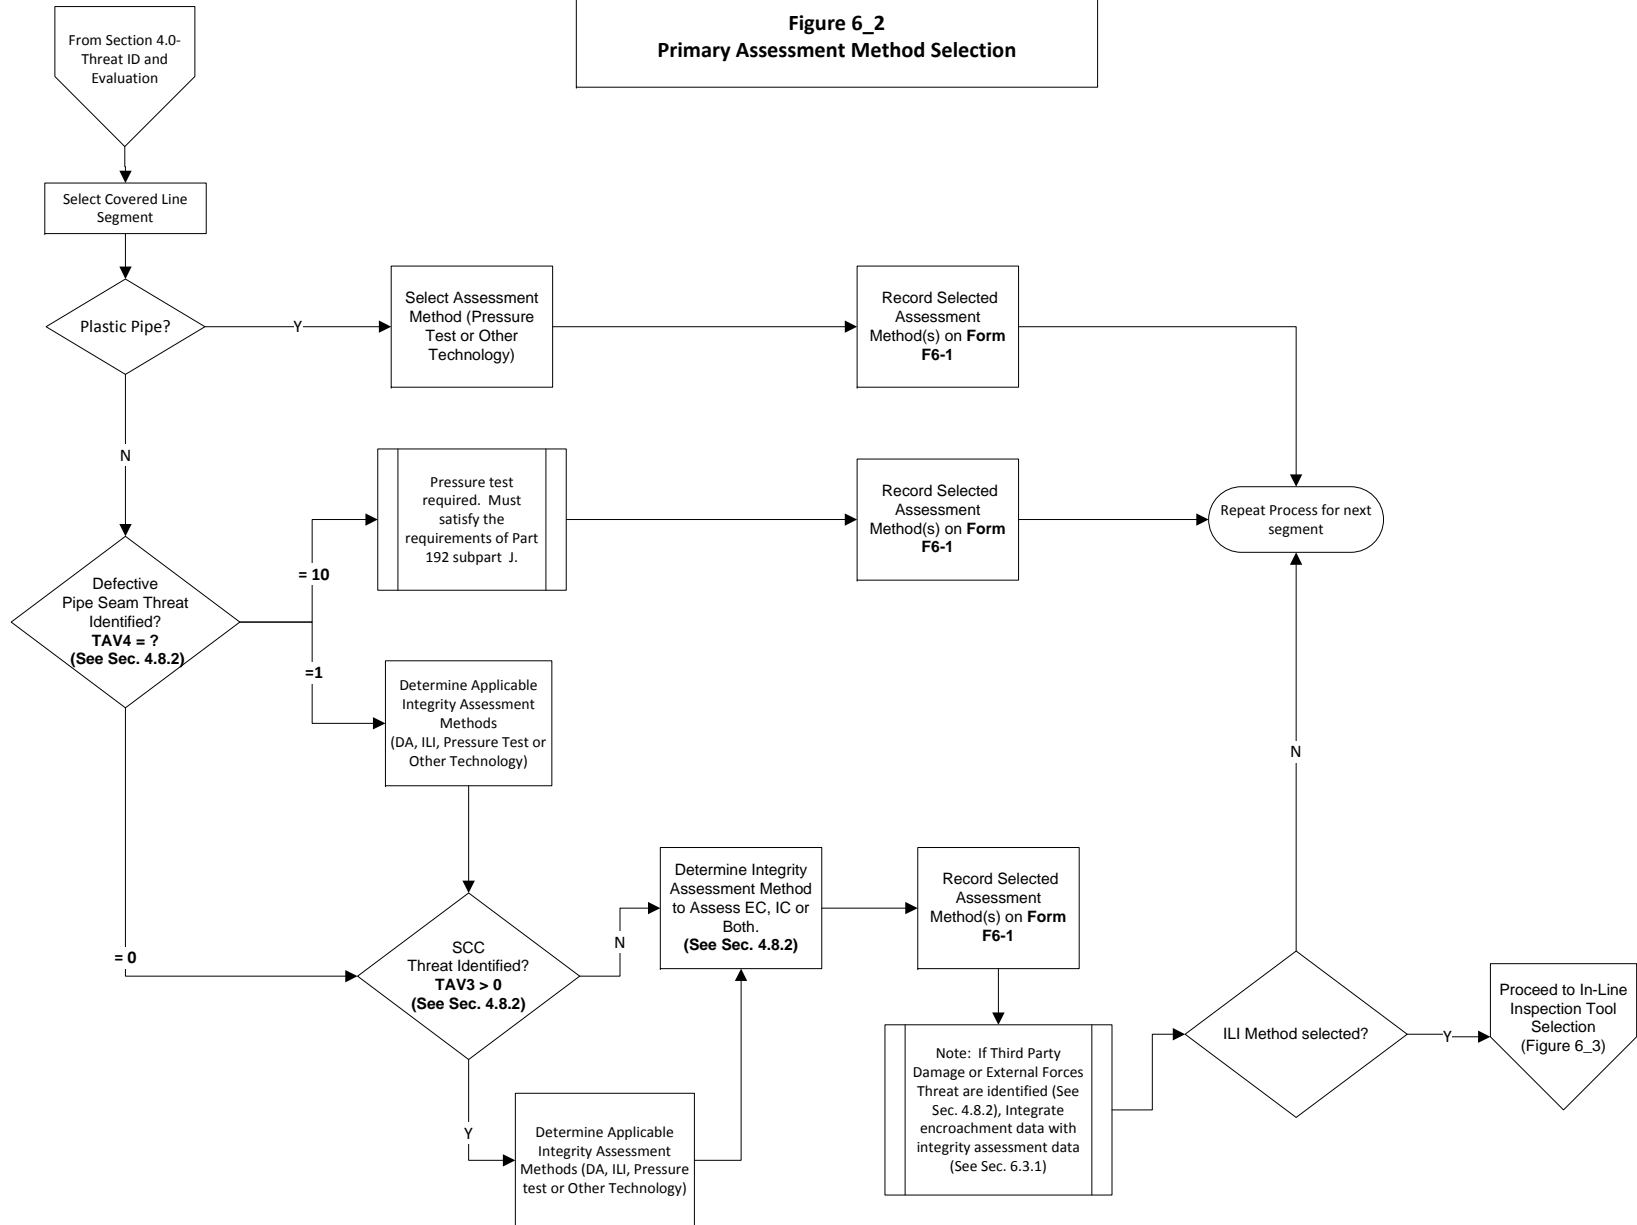 Figure 6_2
Primary Assessment Method Selection
From Section 4.0-
Threat ID and
Evaluation
Select Covered Line
Segment
Plastic Pipe?
Y
Select Assessment
Method (Pressure
Test or Other
Technology)
Record Selected
Assessment
Method(s) on Form
F6-1
N
Defective
Pipe Seam Threat
Identified?
TAV4 = ?
(See Sec. 4.8.2)
= 10
Pressure test
required.  Must
satisfy the
requirements of Part
192 subpart  J.
Record Selected
Assessment
Method(s) on Form
F6-1
Repeat Process for next
segment
=1
Determine Applicable
Integrity Assessment
Methods
(DA, ILI, Pressure Test or
Other Technology)
= 0
SCC
Threat Identified?
TAV3 > 0
(See Sec. 4.8.2)
N
Determine Integrity
Assessment Method
to Assess EC, IC or
Both.
(See Sec. 4.8.2)
Record Selected
Assessment
Method(s) on Form
F6-1
Y
Determine Applicable
Integrity Assessment
Methods (DA, ILI, Pressure
test or Other Technology)
Note:  If Third Party
Damage or External Forces
Threat are identified (See
Sec. 4.8.2), Integrate
encroachment data with
integrity assessment data
(See Sec. 6.3.1)
ILI Method selected?
N
Y
Proceed to In-Line
Inspection Tool
Selection
(Figure 6_3)